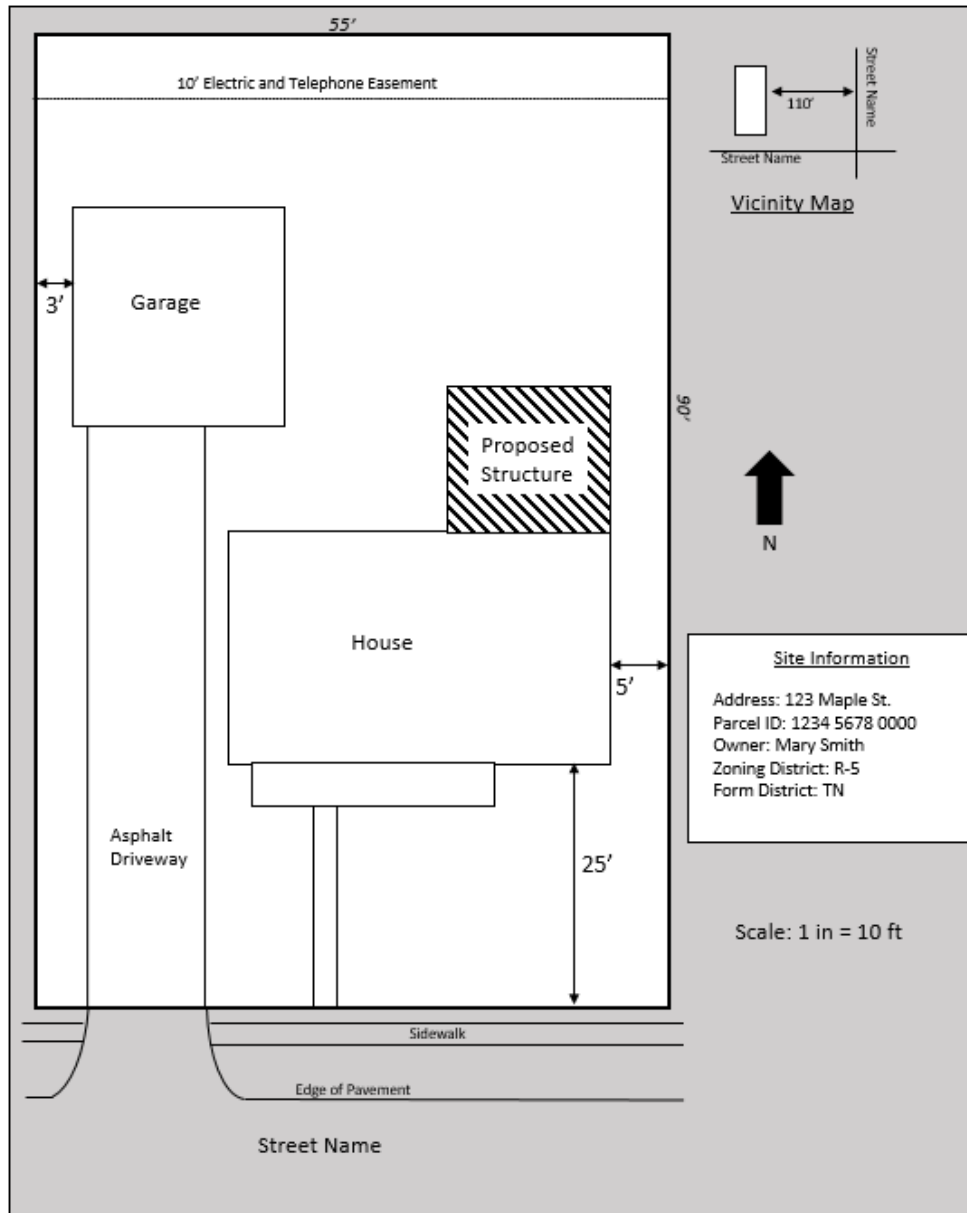 55′
10′ Electric and Telephone Easement
Street Name
110′
Street Name
Vicinity Map
3′
Garage
90′
Proposed
Structure
N
House
5′
Site Information
Address: 123 Maple St.
Parcel ID: 1234 5678 0000
Owner: Mary Smith
Zoning District: R-5
Form District: TN
Asphalt
Driveway
25′
Scale: 1 in = 10 ft
Sidewalk
Edge of Pavement
Street Name